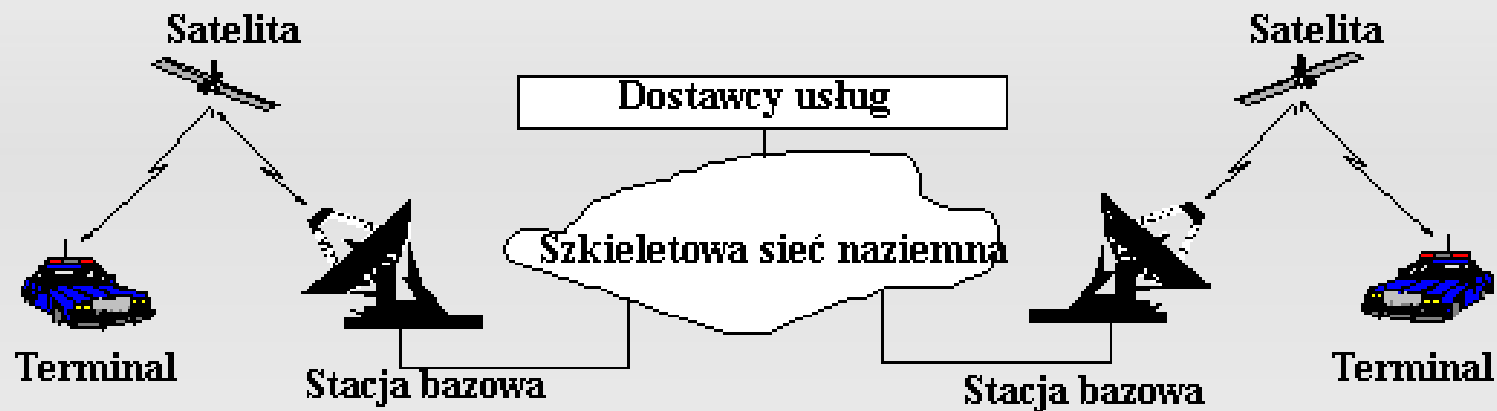 Satelita
Satelita
Dostawcy usług
Szkieletowa sieć naziemna
Terminal
Stacja bazowa
Stacja bazowa
Terminal